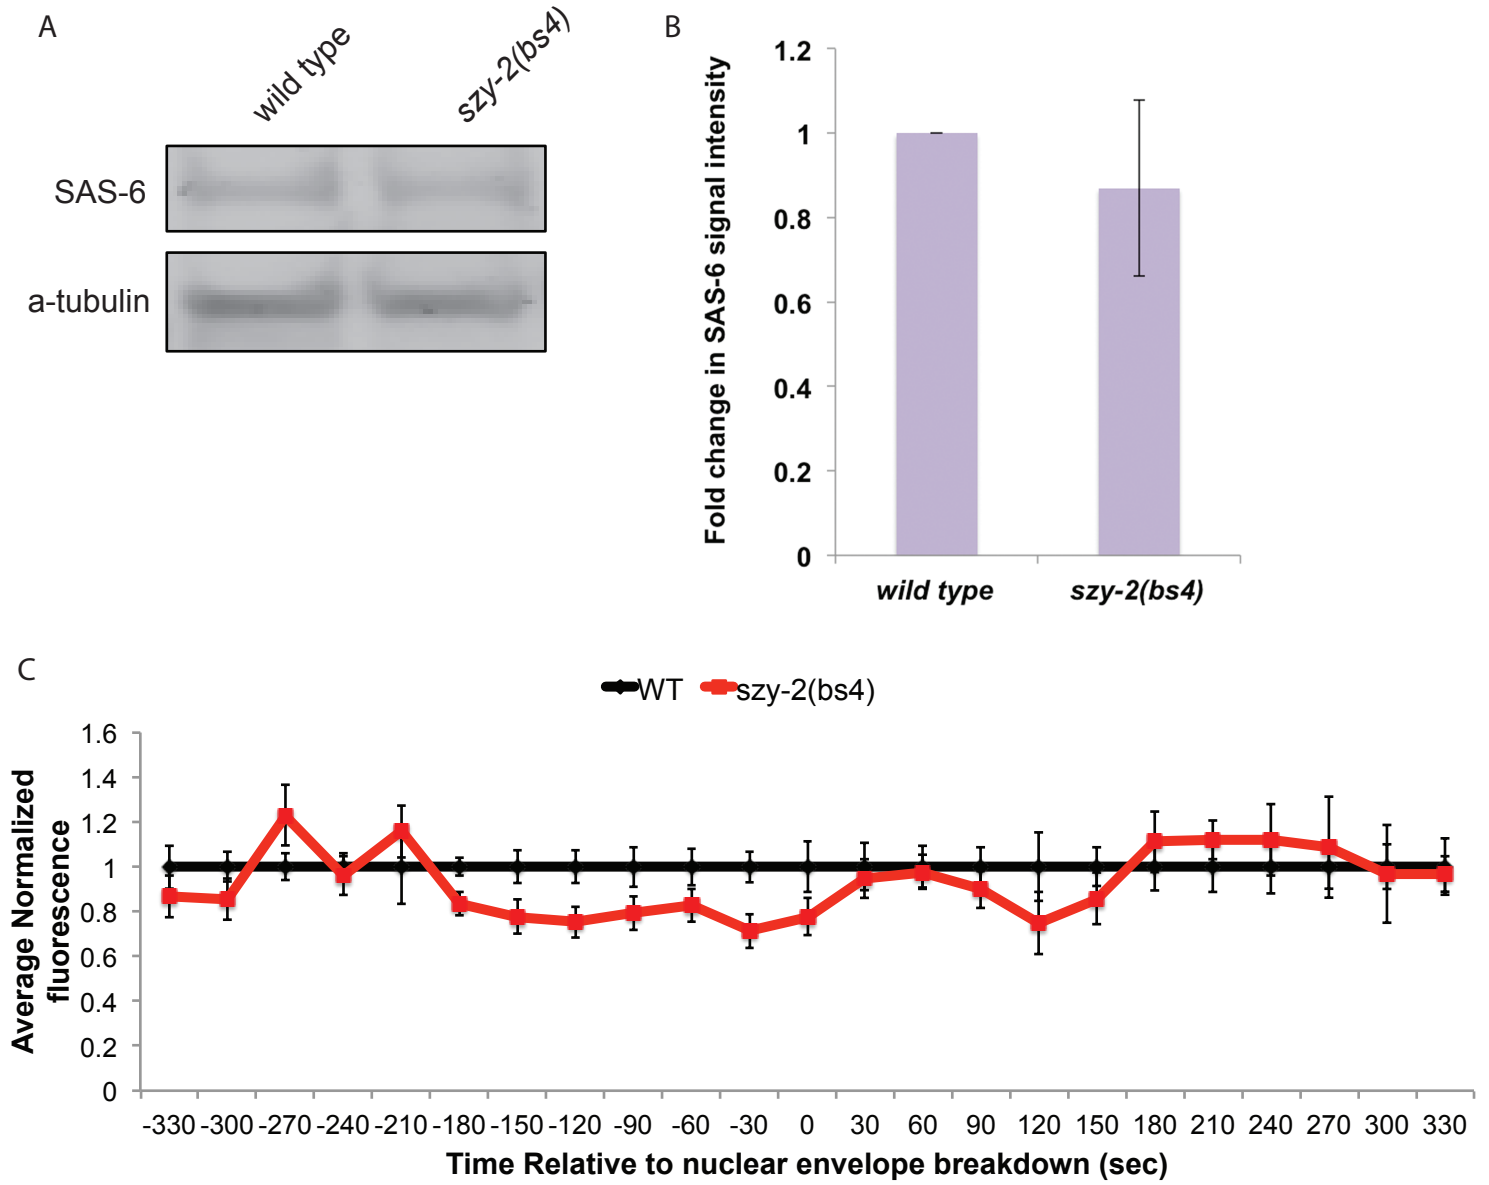 A
wild type
szy-2(bs4)
SAS-6
a-tubulin
B
Fold change in SAS-6 signal intensity
1.2
1
0.8
0.6
0.4
0.2
0
wild type
szy-2(bs4)
C
WT
szy-2(bs4)
Average Normalized
fluorescence
1.6
1.4
1.2
1
0.8
0.6
0.4
0.2
0
-330 -300 -270 -240 -210 -180 -150 -120 -90 -60 -30 0 30 60 90 120 150 180 210 240 270 300 330
Time Relative to nuclear envelope breakdown (sec)